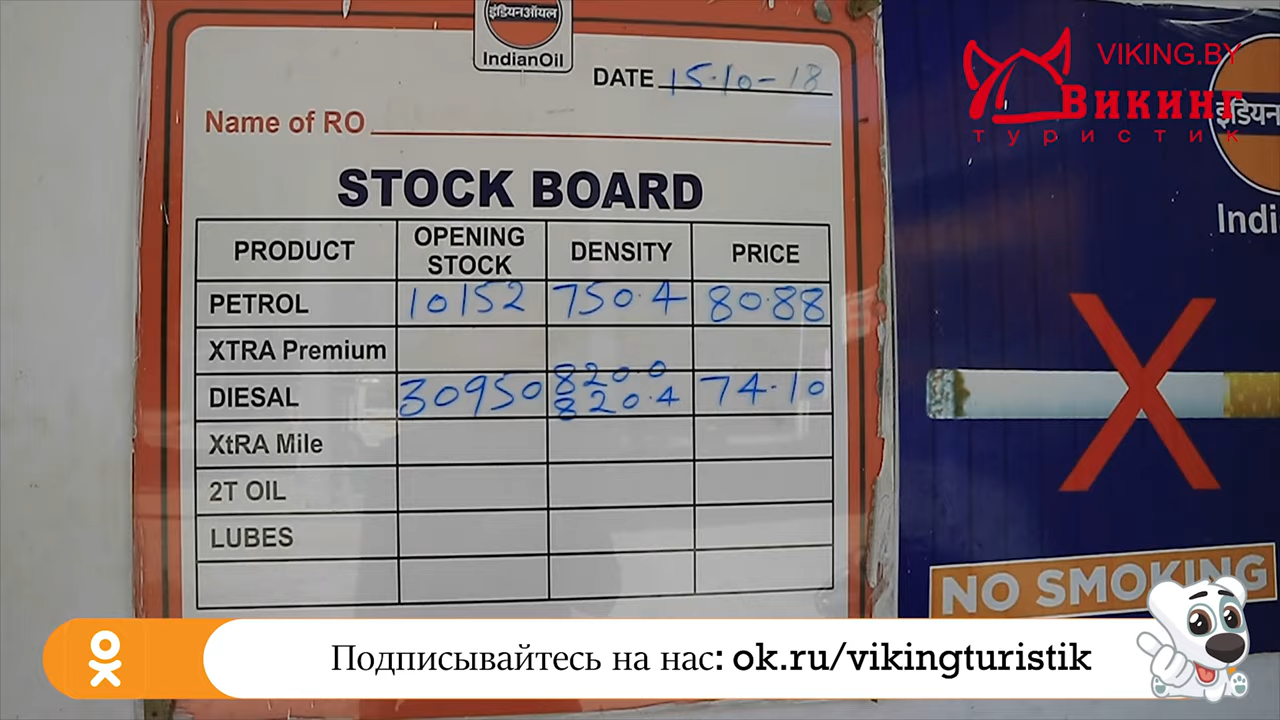 इंडियनऑयल
IndianOil
DATE 15.10-18
Name of RO
STOCK BOARD
PRODUCT OPENING STOCK DENSITY PRICE
PETROL 10152 750.4 80.88
XTRA Premium
DIESAL 30950 820.0 820.4 74.10
XtRA Mile
2T OIL
LUBES
VIKING.BY
Викинг
туристик
इंडियन
Indi
NO SMOKING
Подписывайтесь на нас: ok.ru/vikingturistik